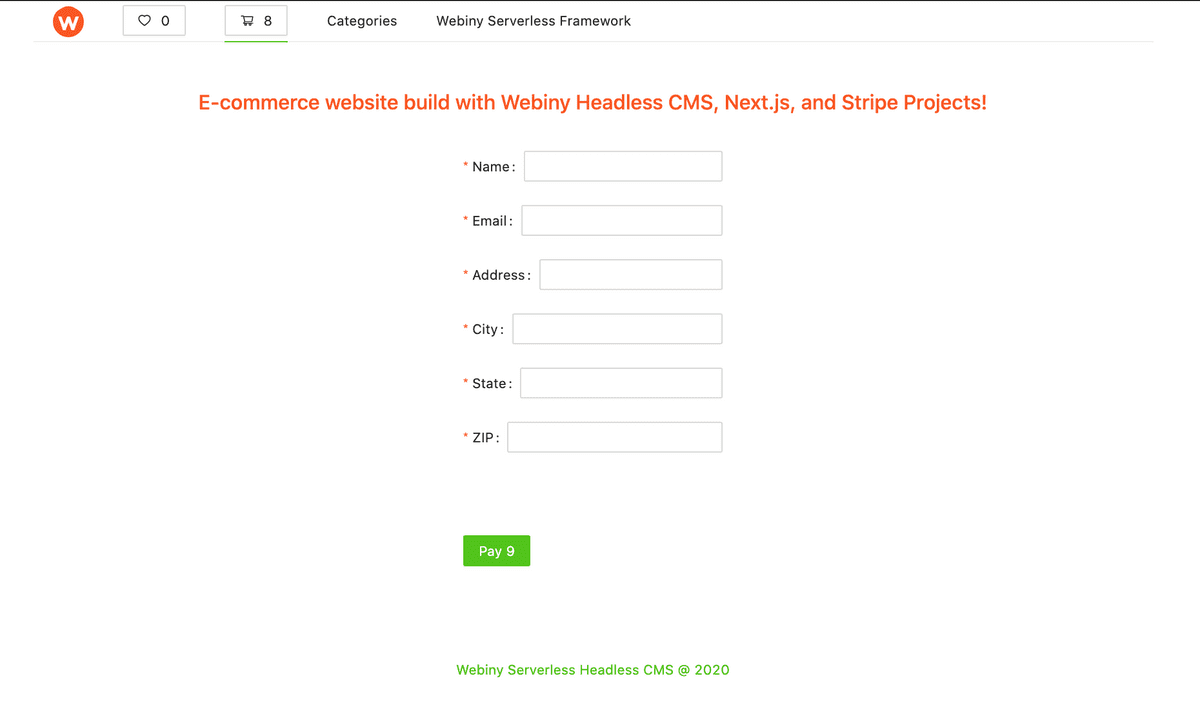 W 0 8 Categories Webiny Serverless Framework
E-commerce website build with Webiny Headless CMS, Next.js, and Stripe Projects!
* Name:
* Email:
* Address:
* City:
* State:
* ZIP:
Pay 9
Webiny Serverless Headless CMS @ 2020